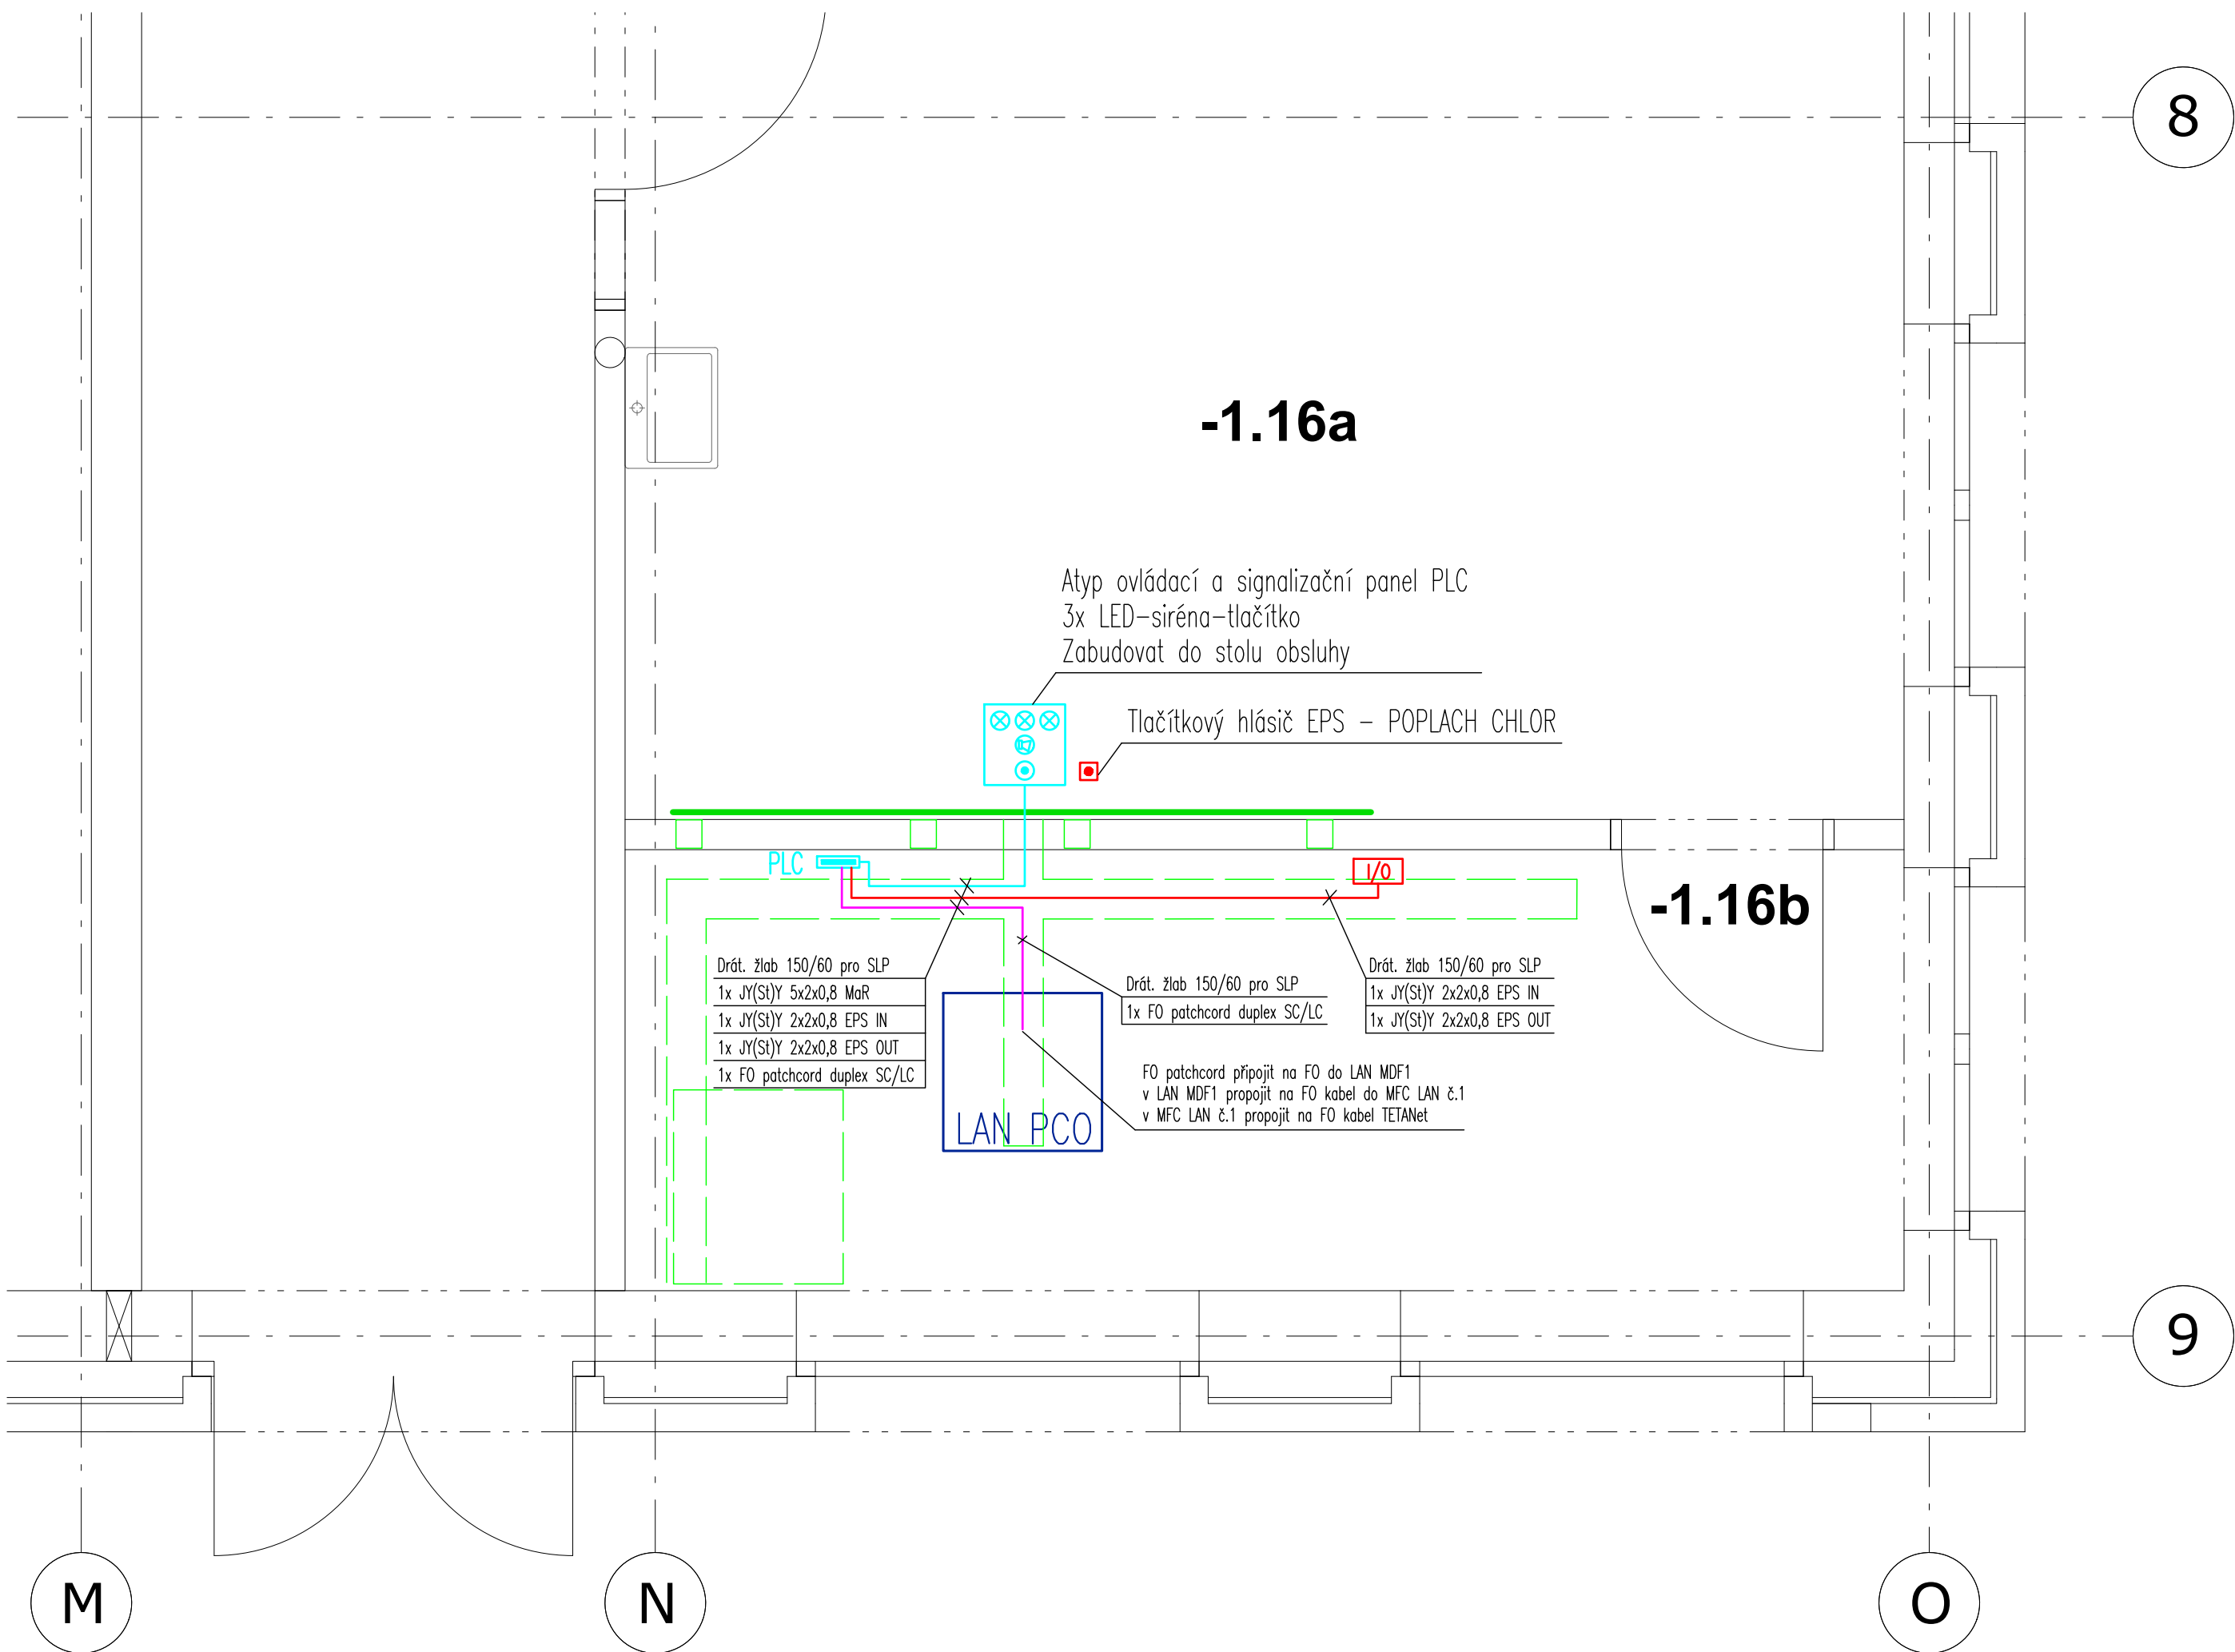 8
-1.16a
Atyp ovládací a signalizační panel PLC
3x LED-siréna-tlačítko
Zabudovat do stolu obsluhy
Tlačítkový hlásič EPS - POPLACH CHLOR
PLC
I/O
-1.16b
Drát. žlab 150/60 pro SLP
1x JY(St)Y 5x2x0,8 MaR
1x JY(St)Y 2x2x0,8 EPS IN
1x JY(St)Y 2x2x0,8 EPS OUT
1x FO patchcord duplex SC/LC
Drát. žlab 150/60 pro SLP
1x FO patchcord duplex SC/LC
Drát. žlab 150/60 pro SLP
1x JY(St)Y 2x2x0,8 EPS IN
1x JY(St)Y 2x2x0,8 EPS OUT
FO patchcord připojit na FO do LAN MDF1
v LAN MDF1 propojit na FO kabel do MFC LAN č.1
v MFC LAN č.1 propojit na FO kabel TETANet
LAN PCO
9
M
N
O